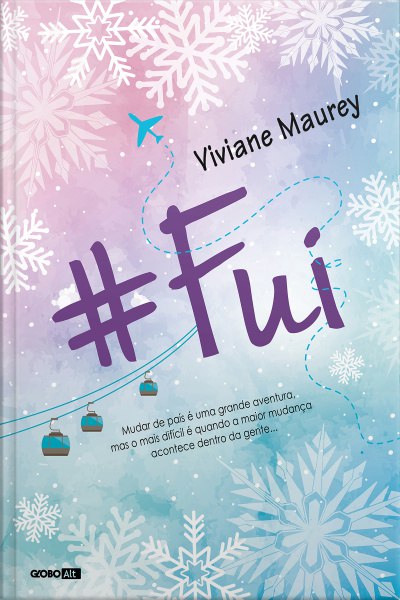 Viviane Maurey
#Fui
Mudar de país é uma grande aventura,
mas o mais difícil é quando a maior mudança
acontece dentro da gente...
GLOBO Alt